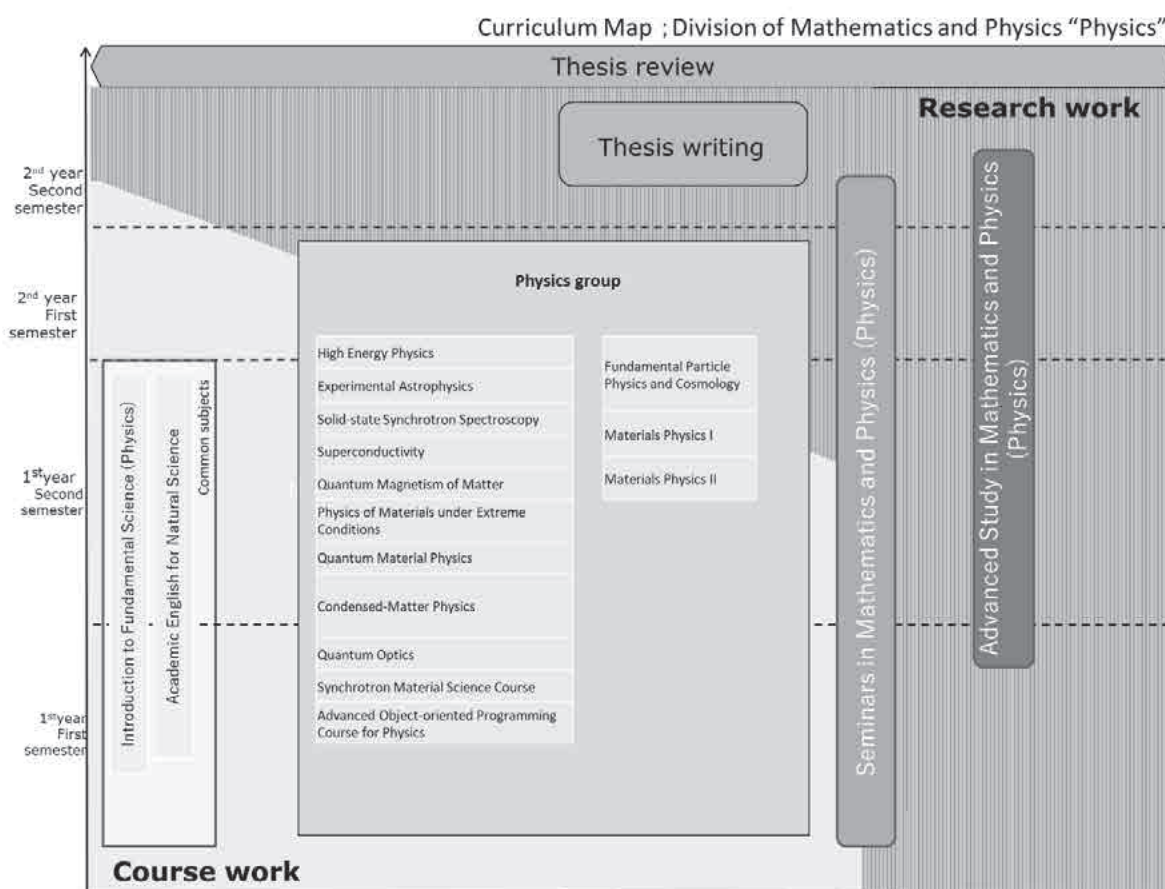 Curriculum Map ; Division of Mathematics and Physics “Physics”
Thesis review
Research work
Thesis writing
2nd year
Second
semester
2nd year
First
semester
1st year
Second
semester
1st year
First
semester
Introduction to Fundamental Science (Physics)
Academic English for Natural Science
Common subjects
Physics group
High Energy Physics
Experimental Astrophysics
Solid-state Synchrotron Spectroscopy
Superconductivity
Quantum Magnetism of Matter
Physics of Materials under Extreme
Conditions
Quantum Material Physics
Condensed-Matter Physics
Quantum Optics
Synchrotron Material Science Course
Advanced Object-oriented Programming
Course for Physics
Fundamental Particle
Physics and Cosmology
Materials Physics I
Materials Physics II
Seminars in Mathematics and Physics (Physics)
Advanced Study in Mathematics and Physics
(Physics)
Course work